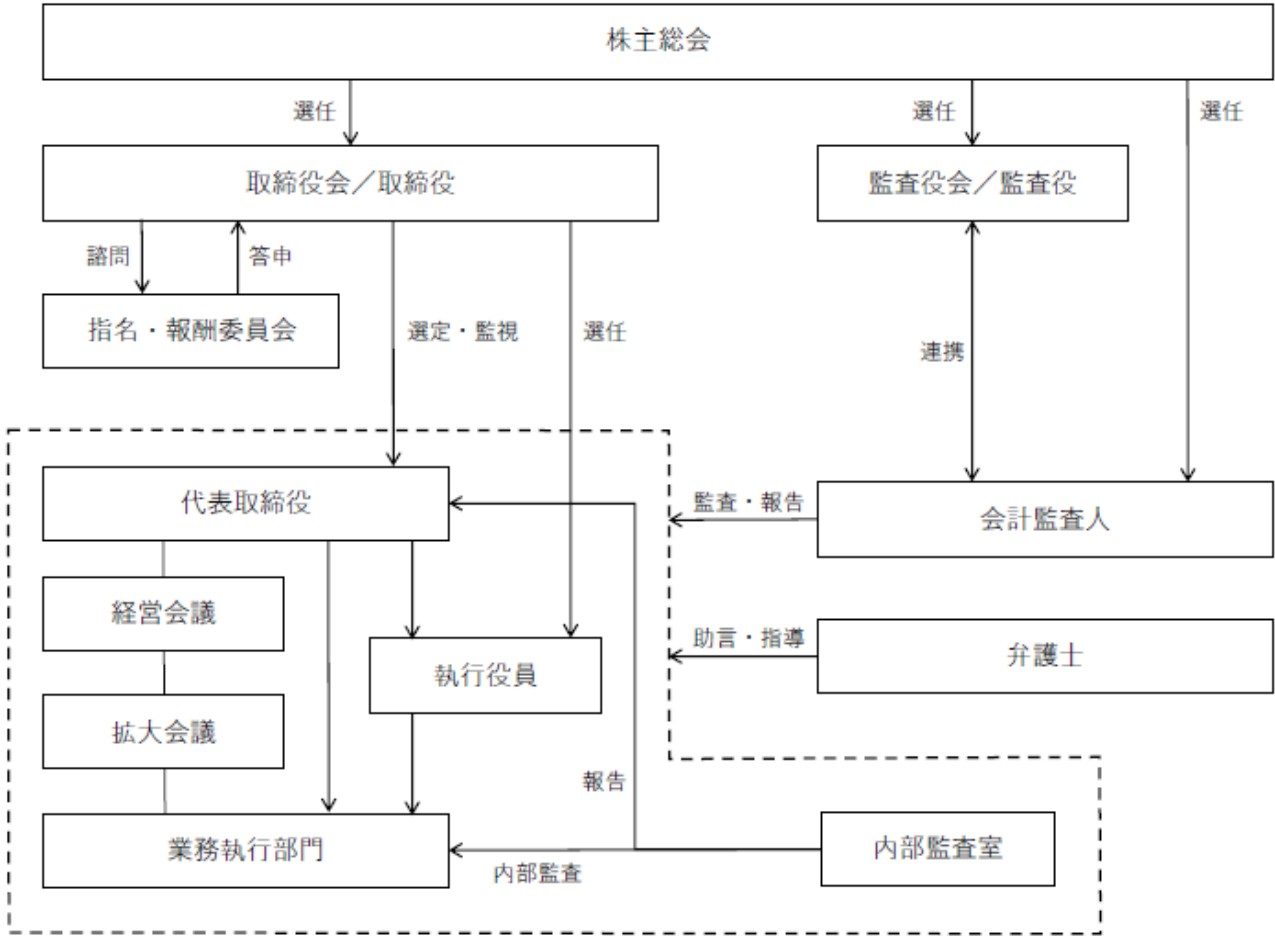 株主総会
選任
選任
選任
取締役会／取締役
監査役会／監査役
諮問
答申
指名・報酬委員会
選定・監視
選任
連携
代表取締役
監査・報告
会計監査人
経営会議
執行役員
助言・指導
弁護士
拡大会議
報告
業務執行部門
内部監査
内部監査室